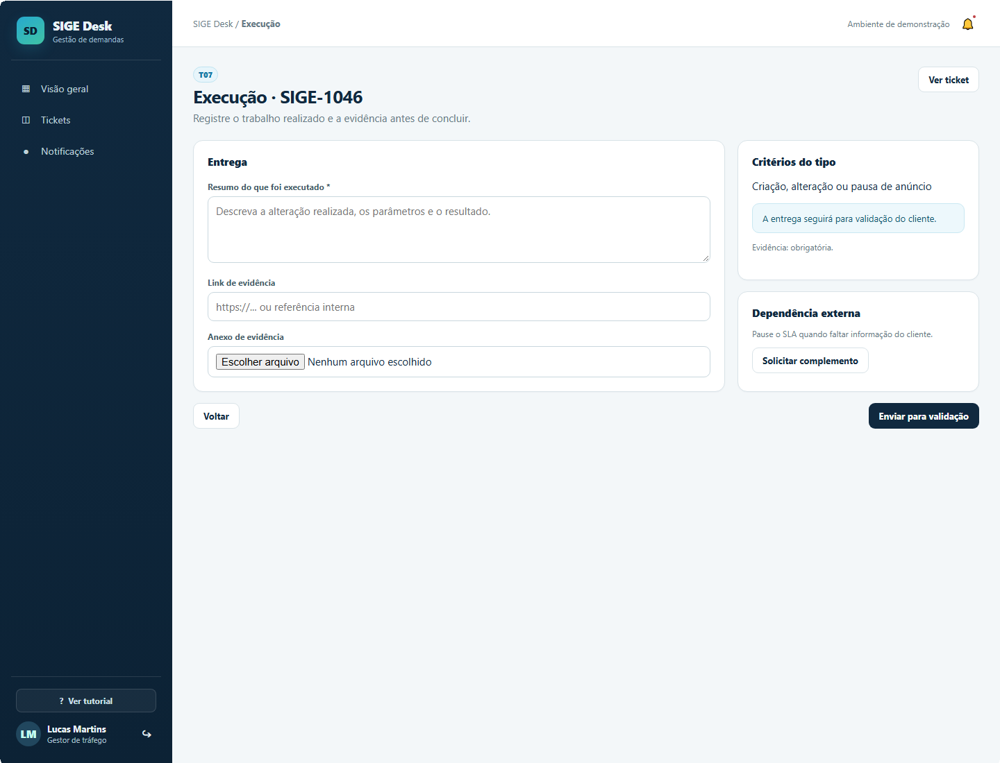 SD
SIGE Desk
Gestão de demandas
Visão geral
Tickets
Notificações
? Ver tutorial
LM
Lucas Martins
Gestor de tráfego
SIGE Desk / Execução
Ambiente de demonstração
T07
Execução · SIGE-1046
Registre o trabalho realizado e a evidência antes de concluir.
Ver ticket
Entrega
Resumo do que foi executado *
Descreva a alteração realizada, os parâmetros e o resultado.
Link de evidência
https://... ou referência interna
Anexo de evidência
Escolher arquivo Nenhum arquivo escolhido
Critérios do tipo
Criação, alteração ou pausa de anúncio
A entrega seguirá para validação do cliente.
Evidência: obrigatória.
Dependência externa
Pause o SLA quando faltar informação do cliente.
Solicitar complemento
Voltar
Enviar para validação